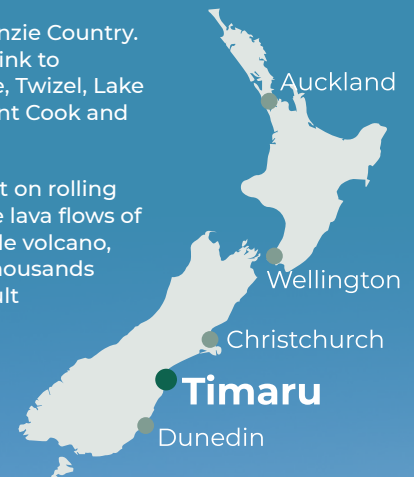 nzie Country.
ink to
e, Twizel, Lake
nt Cook and
t on rolling
e lava flows of
le volcano,
housands
ult
Auckland
Wellington
Christchurch
Timaru
Dunedin